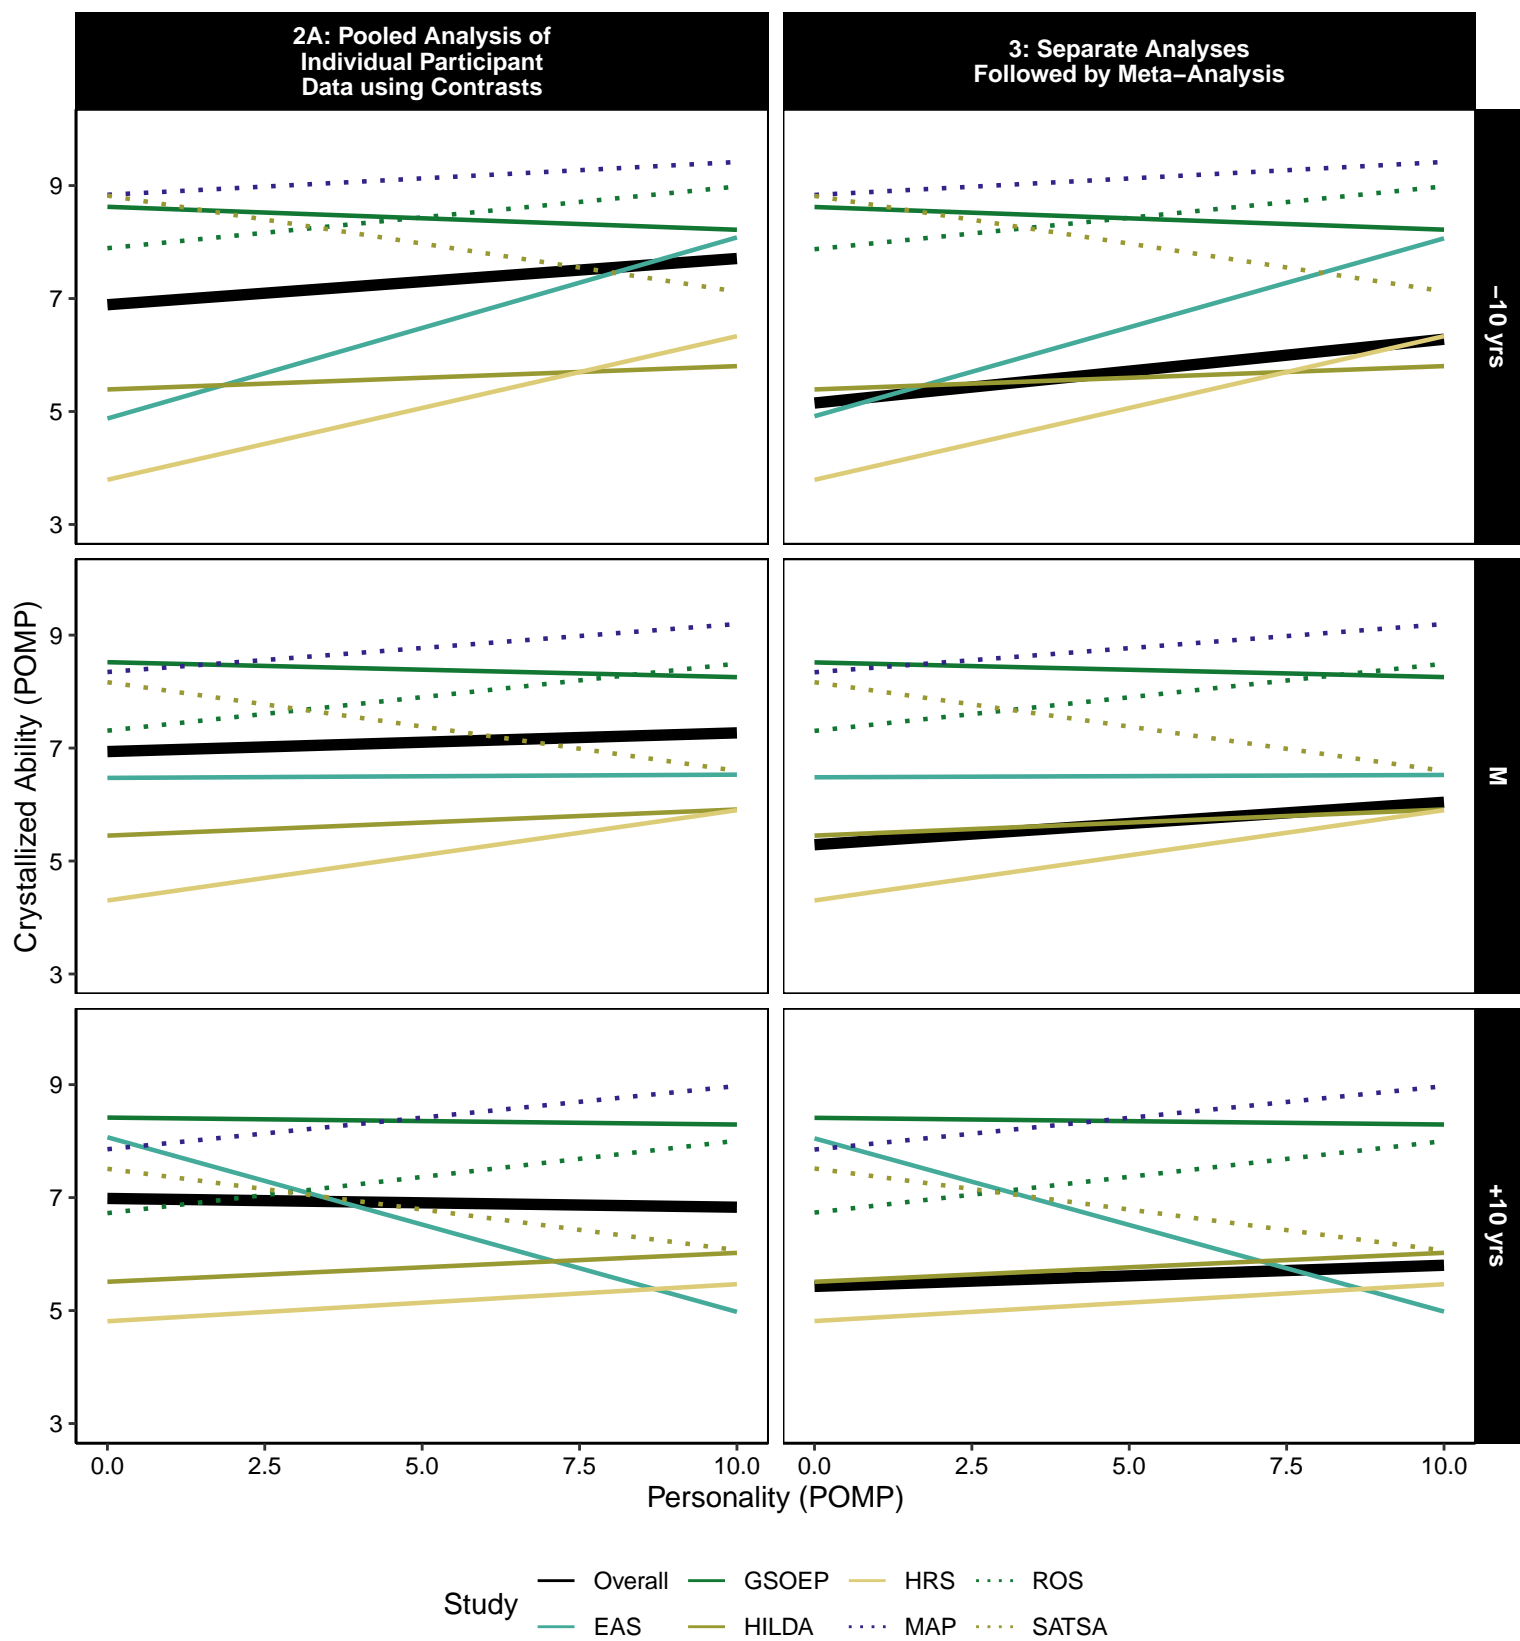 2A: Pooled Analysis of
Individual Participant
Data using Contrasts
3: Separate Analyses
Followed by Meta−Analysis
9
7
5
3
−10 yrs
9
7
5
3
M
9
7
5
3
+10 yrs
Crystallized Ability (POMP)
0.0 2.5 5.0 7.5 10.0
0.0 2.5 5.0 7.5 10.0
Personality (POMP)
Study
Overall GSOEP HRS ROS
EAS HILDA MAP SATSA